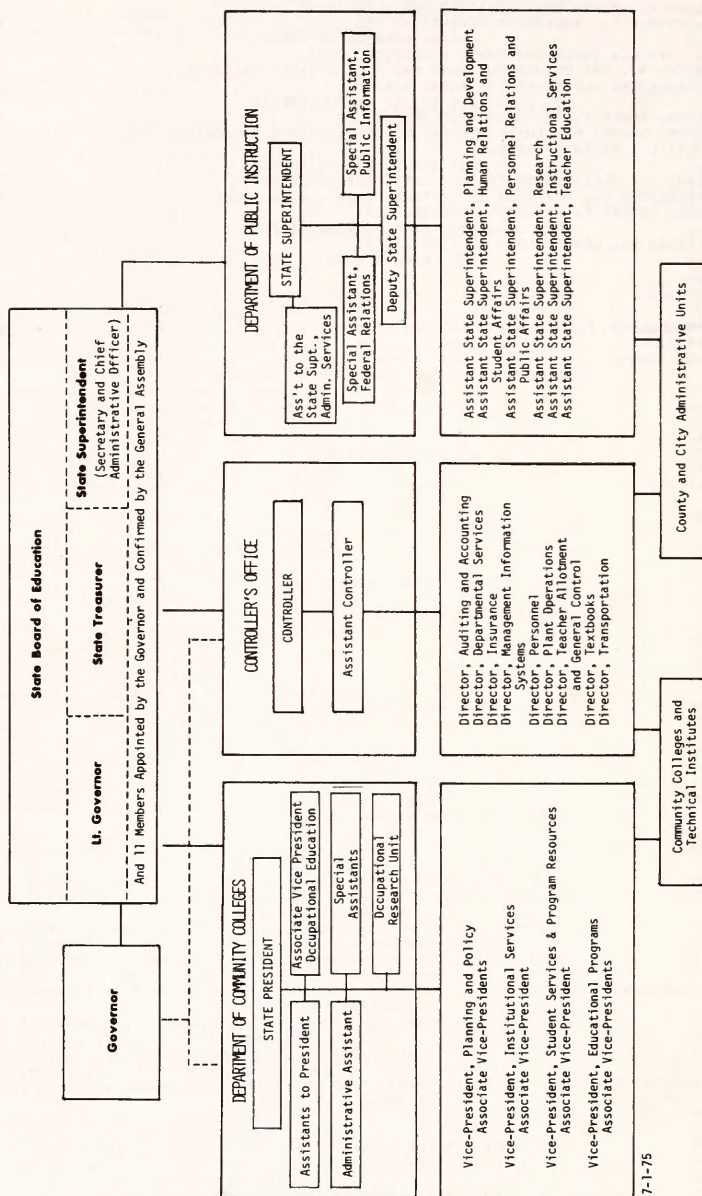 State Board of Education
Governor
Lt. Governor
State Treasurer
State Superintendent
(Secretary and Chief
Administrative Officer)
And 11 Members Appointed by the Governor and Confirmed by the General Assembly
DEPARTMENT OF COMMUNITY COLLEGES
STATE PRESIDENT
Assistants to President
Associate Vice President
Occupational Education
Administrative Assistant
Special
Assistants
Occupational
Research Unit
Vice-President, Planning and Policy
Associate Vice-Presidents
Vice-President, Institutional Services
Associate Vice-President
Vice-President, Student Services & Program Resources
Associate Vice-President
Vice-President, Educational Programs
Associate Vice-Presidents
CONTROLLER'S OFFICE
CONTROLLER
Assistant Controller
Director, Auditing and Accounting
Director, Departmental Services
Director, Insurance
Director, Management Information
Systems
Director, Personnel
Director, Plant Operations
Director, Teacher Allotment
and General Control
Director, Textbooks
Director, Transportation
DEPARTMENT OF PUBLIC INSTRUCTION
STATE SUPERINTENDENT
Ass't to the
State Supt.,
Admin. Services
Special Assistant,
Federal Relations
Special Assistant,
Public Information
Deputy State Superintendent
Assistant State Superintendent, Planning and Development
Assistant State Superintendent, Human Relations and
Student Affairs
Assistant State Superintendent, Personnel Relations and
Public Affairs
Assistant State Superintendent, Research
Assistant State Superintendent, Instructional Services
Assistant State Superintendent, Teacher Education
Community Colleges and
Technical Institutes
County and City Administrative Units
7-1-75